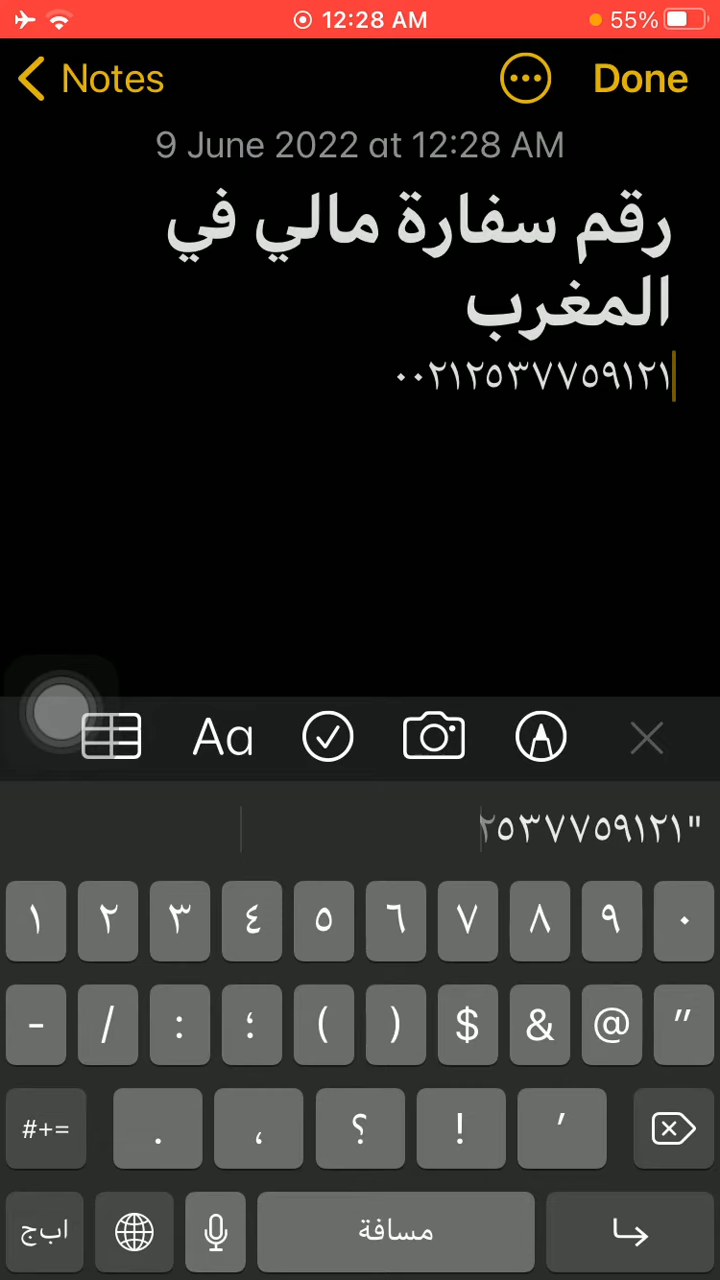 12:28 AM
55%
Notes
Done
9 June 2022 at 12:28 AM
رقم سفارة مالي في
المغرب
٠٠٢١٢٥٣٧٧٥٩١٢١
Aa
٢٥٣٧٧٥٩١٢١"
١ ٢ ٣ ٤ ٥ ٦ ٧ ٨ ٩ ٠
- / : ؛ ( ) $ & @ ”
#+= . ، ؟ ! ’
اب‌ج مسافة